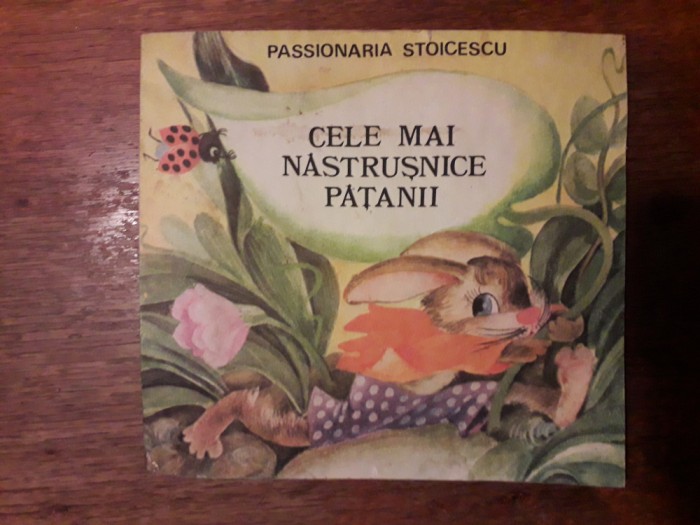 PASSIONARIA STOICESCU
CELE MAI
NĂSTRUȘNICE
PĂȚANII